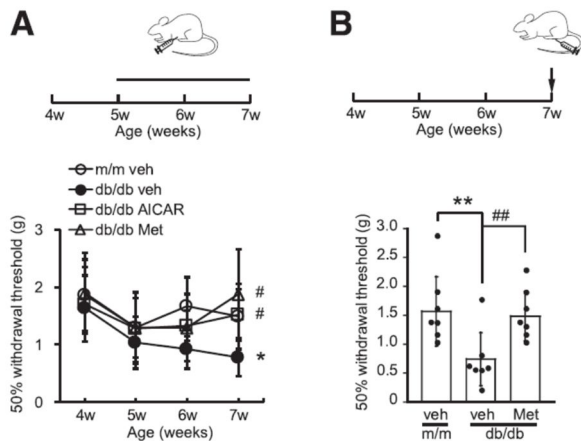 A
4w 5w 6w 7w
Age (weeks)
m/m veh
db/db veh
db/db AICAR
db/db Met
50% withdrawal threshold (g)
3
2
1
0
#
#
*
4w 5w 6w 7w
Age (weeks)
B
4w 5w 6w 7w
Age (weeks)
50% withdrawal threshold (g)
3.0
2.5
2.0
1.5
1.0
0.5
0
** ##
veh veh Met
m/m db/db